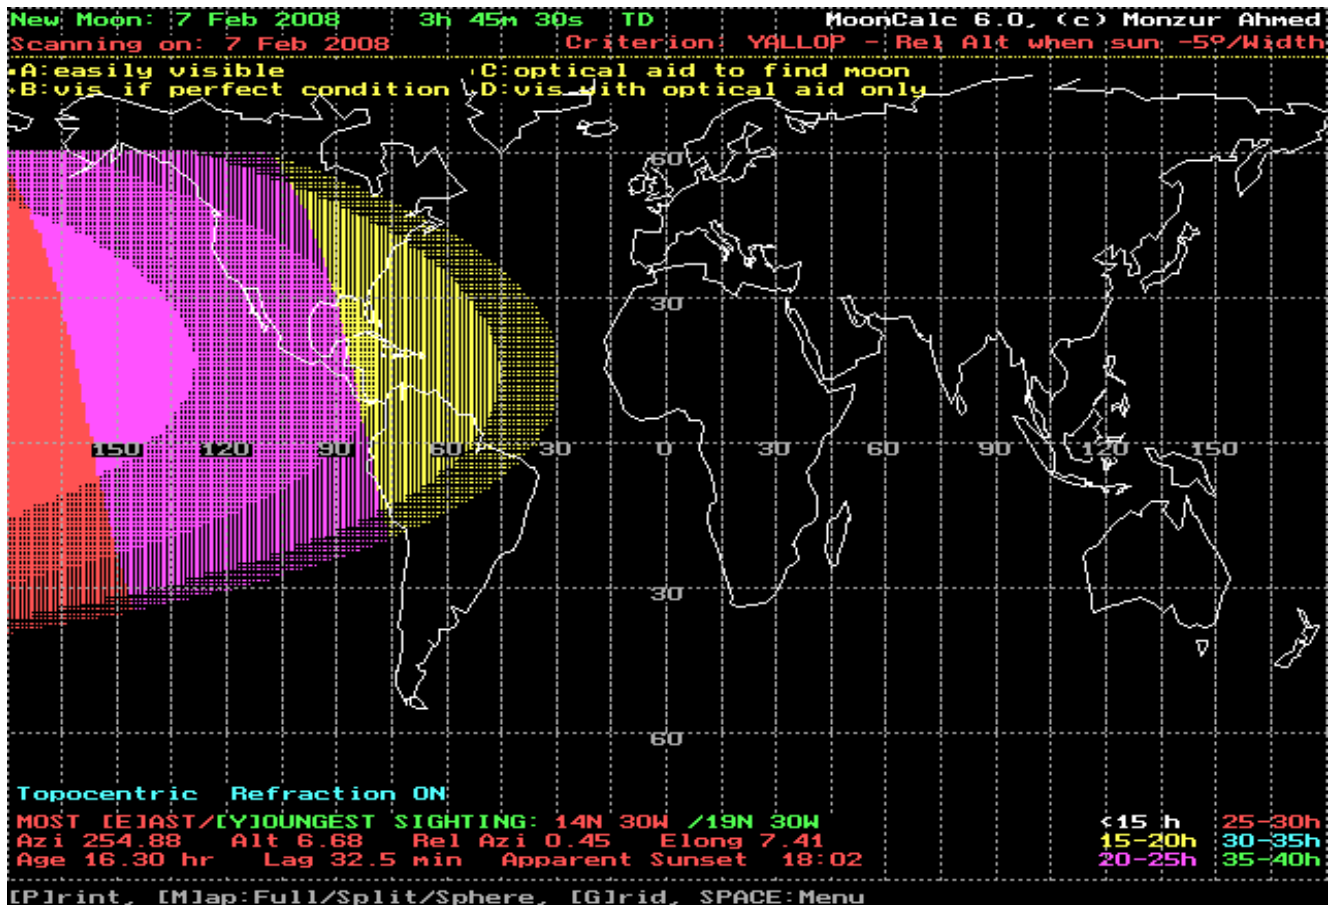 New Moon: 7 Feb 2008 3h 45m 30s TD MoonCalc 6.0, (c) Monzur Ahmed
Scanning on: 7 Feb 2008 Criterion: YALLOP - Rel Alt when sun -5º/Width
A:easily visible C:optical aid to find moon
B:vis if perfect condition D:vis with optical aid only
60
30
150 120 90 60 30 0 30 60 90 120 150
30
60
Topocentric Refraction ON
MOST [E]AST/[Y]OUNGEST SIGHTING: 14N 30W /19N 30W <15 h 25-30h
Azi 254.88 Alt 6.68 Rel Azi 0.45 Elong 7.41 15-20h 30-35h
Age 16.30 hr Lag 32.5 min Apparent Sunset 18:02 20-25h 35-40h
[P]rint, [M]ap:Full/Split/Sphere, [G]rid, SPACE:Menu